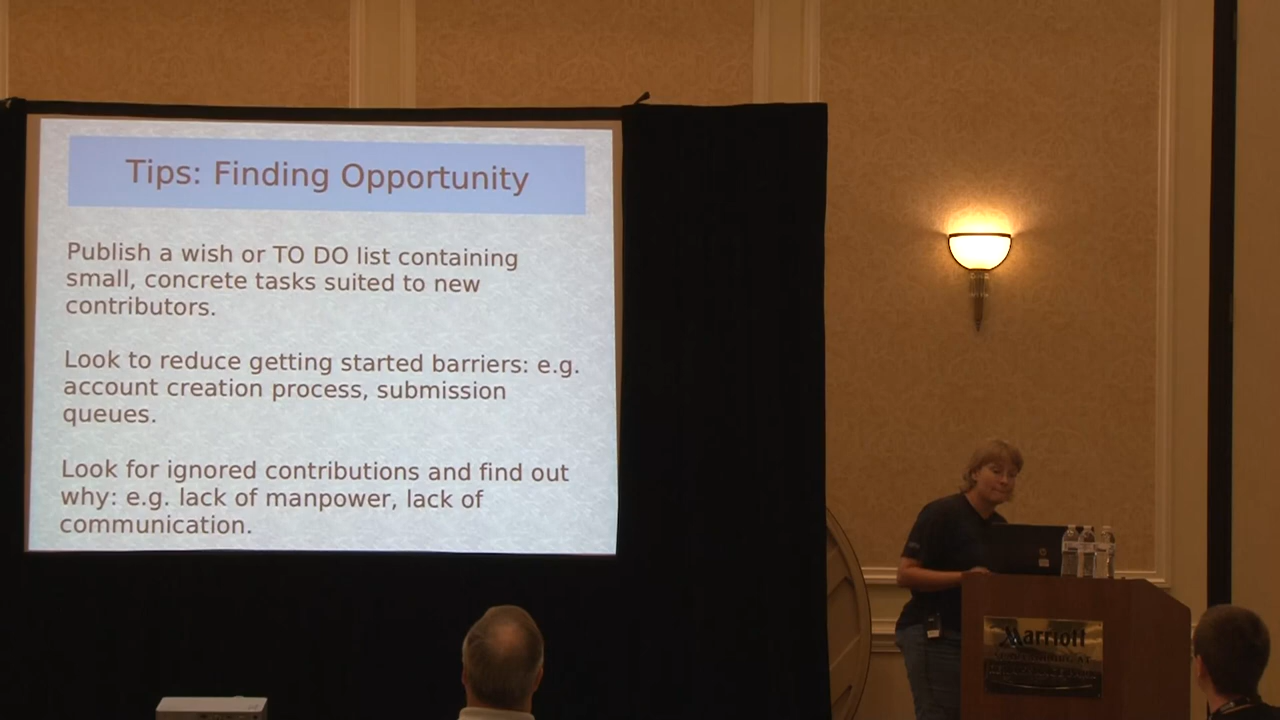 Tips: Finding Opportunity
Publish a wish or TO DO list containing
small, concrete tasks suited to new
contributors.
Look to reduce getting started barriers: e.g.
account creation process, submission
queues.
Look for ignored contributions and find out
why: e.g. lack of manpower, lack of
communication.
Marriott